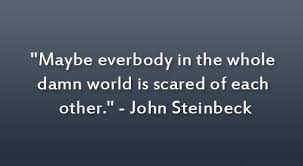 "Maybe everbody in the whole
damn world is scared of each
other." - John Steinbeck